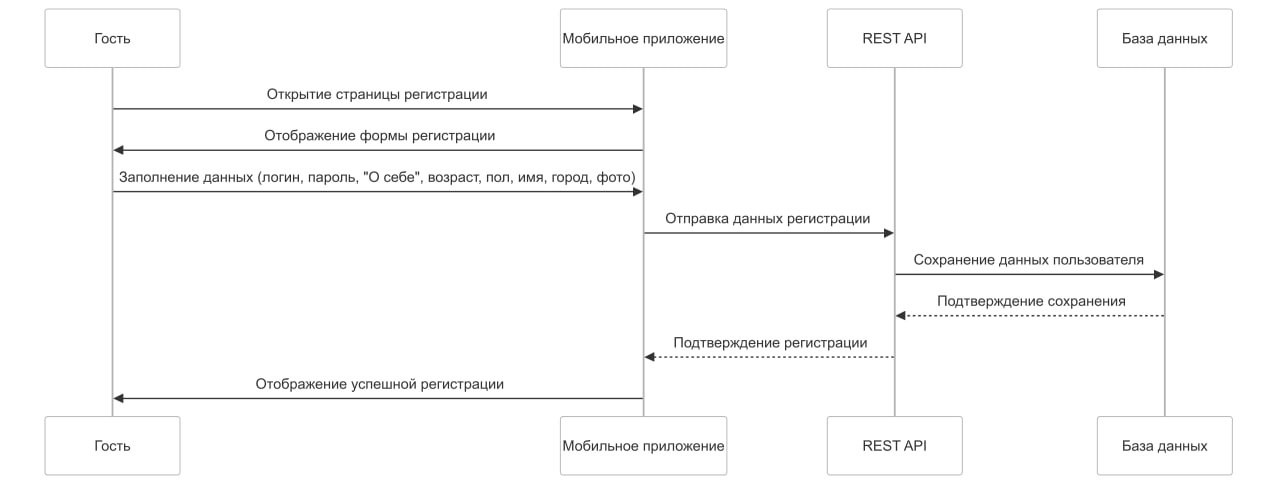 Гость
Мобильное приложение
REST API
База данных
Открытие страницы регистрации
Отображение формы регистрации
Заполнение данных (логин, пароль, "О себе", возраст, пол, имя, город, фото)
Отправка данных регистрации
Сохранение данных пользователя
Подтверждение сохранения
Подтверждение регистрации
Отображение успешной регистрации
Гость
Мобильное приложение
REST API
База данных